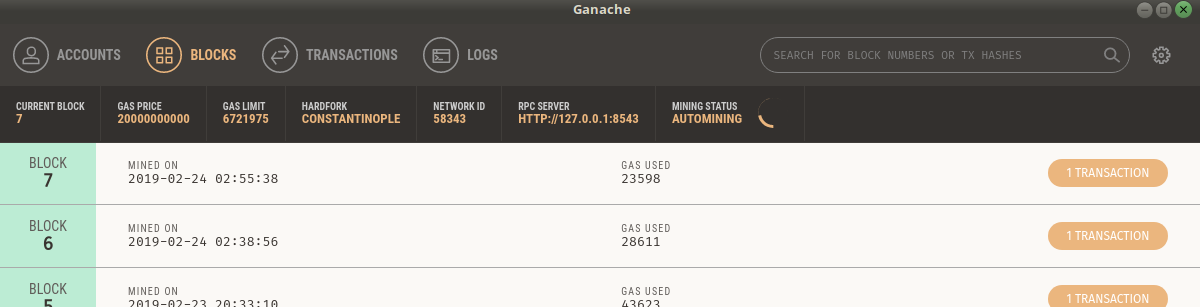 Ganache
ACCOUNTS BLOCKS TRANSACTIONS LOGS SEARCH FOR BLOCK NUMBERS OR TX HASHES
CURRENT BLOCK GAS PRICE GAS LIMIT HARDFORK NETWORK ID RPC SERVER MINING STATUS
7 20000000000 6721975 CONSTANTINOPLE 58343 HTTP://127.0.0.1:8543 AUTOMINING
BLOCK MINED ON GAS USED
7 2019-02-24 02:55:38 23598 1 TRANSACTION
BLOCK MINED ON GAS USED
6 2019-02-24 02:38:56 28611 1 TRANSACTION
BLOCK MINED ON GAS USED
5 2019-02-23 20:33:10 43623 1 TRANSACTION